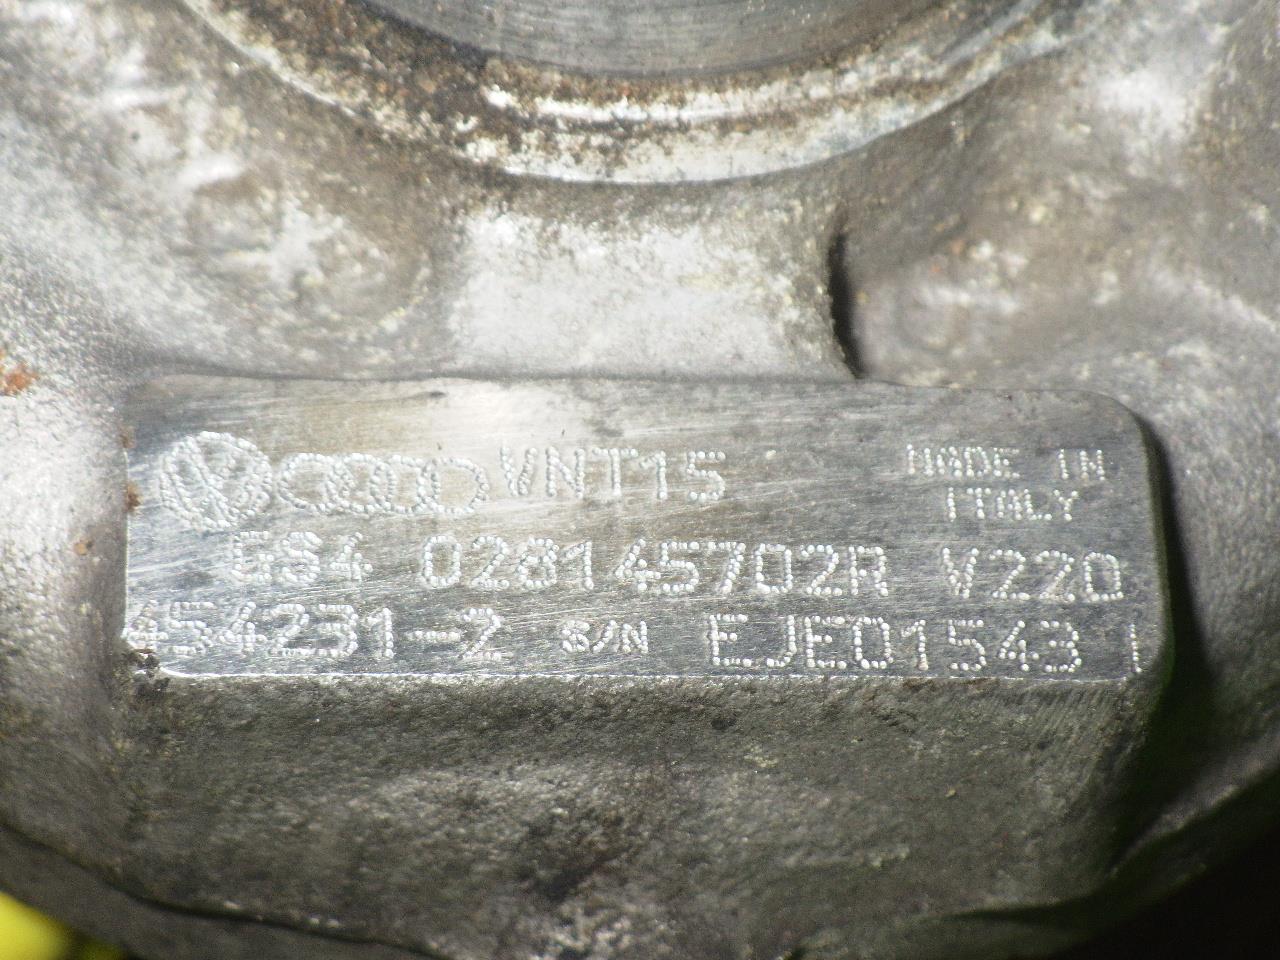 VNT15 MADE IN
ITALY
GS4 028145702R V220
454231-2 S/N EJE01543